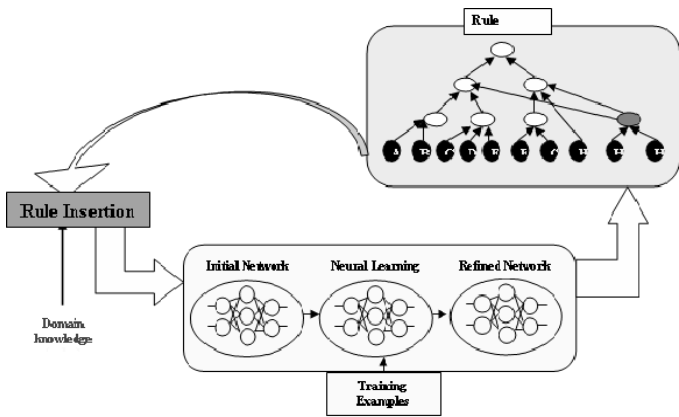 Rule
A B C D E F G H H H
Rule Insertion
Initial Network Neural Learning Refined Network
Domain
knowledge
Training
Examples